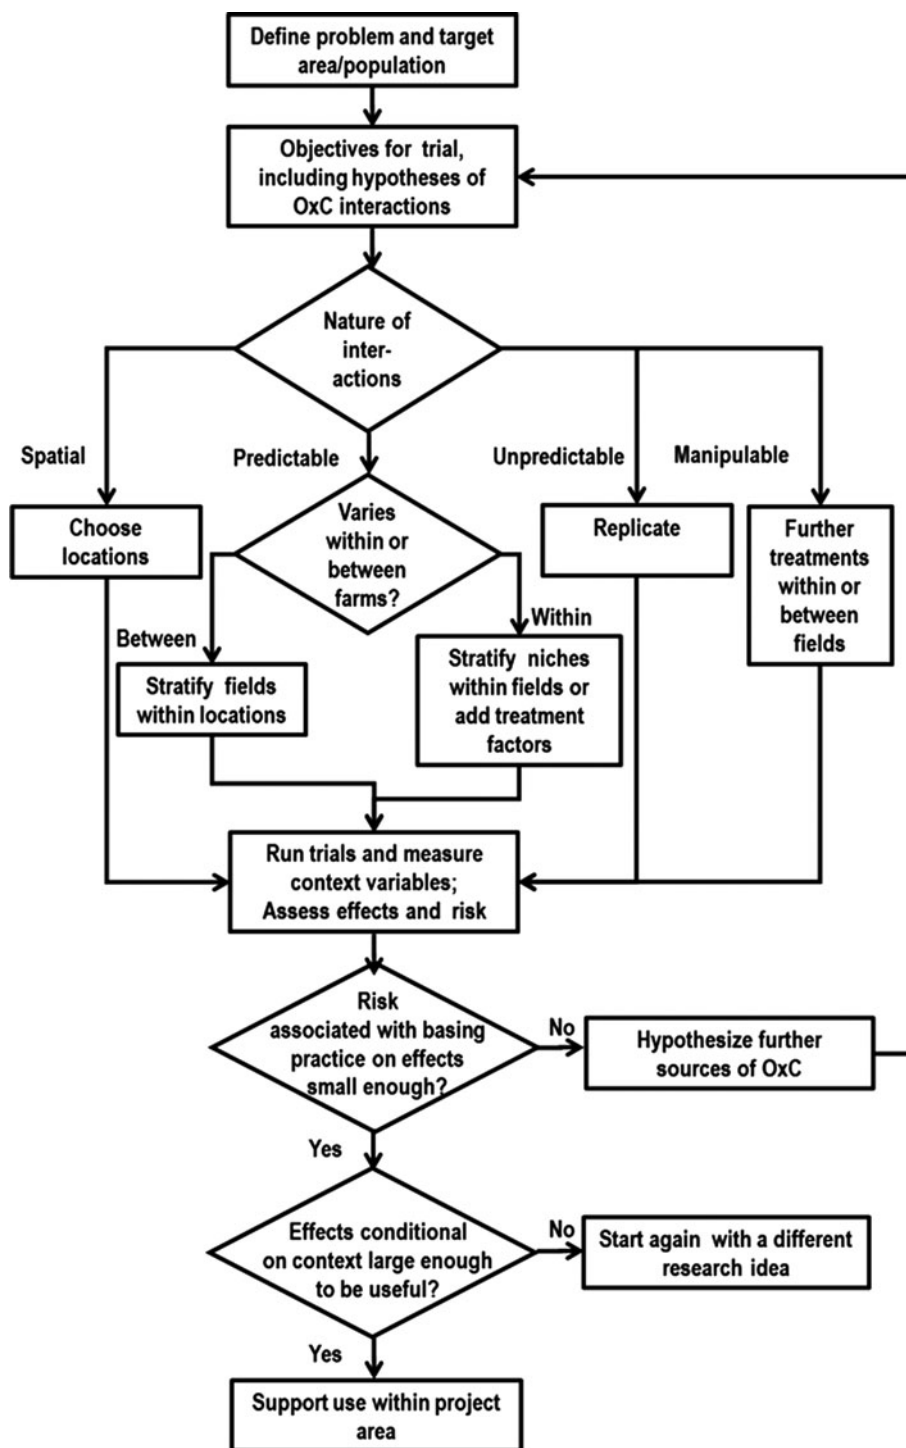 Define problem and target
area/population
Objectives for trial,
including hypotheses of
OxC interactions
Nature of
inter-
actions
Spatial
Predictable
Unpredictable
Manipulable
Choose
locations
Varies
within or
between
farms?
Replicate
Further
treatments
within or
between
fields
Between
Within
Stratify fields
within locations
Stratify niches
within fields or
add treatment
factors
Run trials and measure
context variables;
Assess effects and risk
Risk
associated with basing
practice on effects
small enough?
No
Hypothesize further
sources of OxC
Yes
Effects conditional
on context large enough
to be useful?
No
Start again with a different
research idea
Yes
Support use within project
area